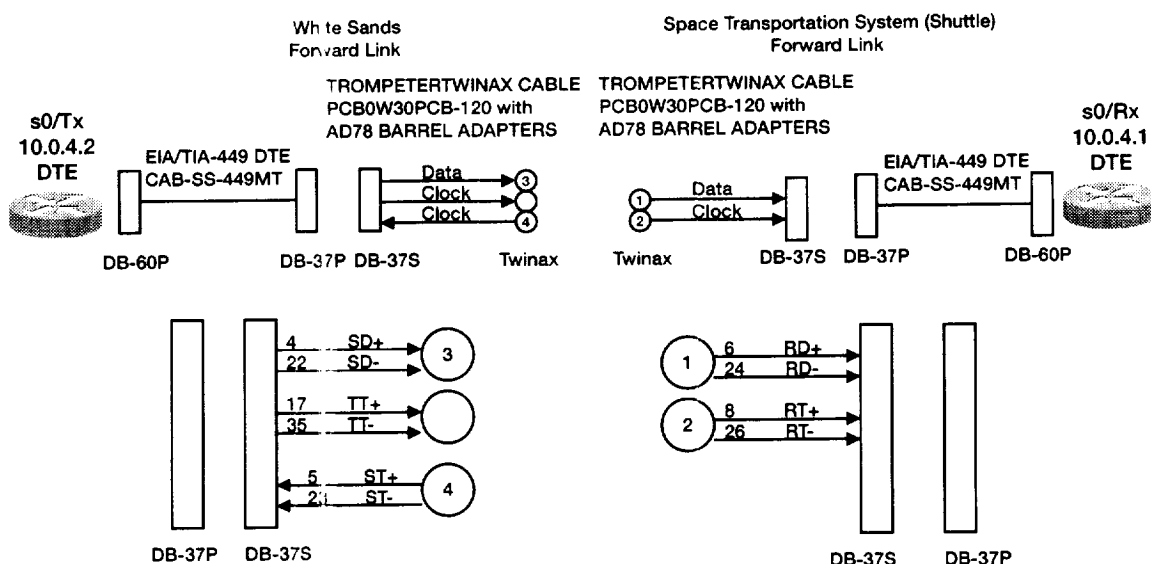 White Sands
Forward Link
Space Transportation System (Shuttle)
Forward Link
TROMPETERTWINAX CABLE
PCB0W30PCB-120 with
AD78 BARREL ADAPTERS
TROMPETERTWINAX CABLE
PCB0W30PCB-120 with
AD78 BARREL ADAPTERS
s0/Tx
10.0.4.2
DTE
EIA/TIA-449 DTE
CAB-SS-449MT
Data
Clock
Clock
3
4
DB-60P
DB-37P
DB-37S
Twinax
1
2
Data
Clock
EIA/TIA-449 DTE
CAB-SS-449MT
s0/Rx
10.0.4.1
DTE
Twinax
DB-37S
DB-37P
DB-60P
4 SD+
22 SD-
3
17 TT+
35 TT-
5 ST+
23 ST-
4
DB-37P
DB-37S
1
6 RD+
24 RD-
2
8 RT+
26 RT-
DB-37S
DB-37P